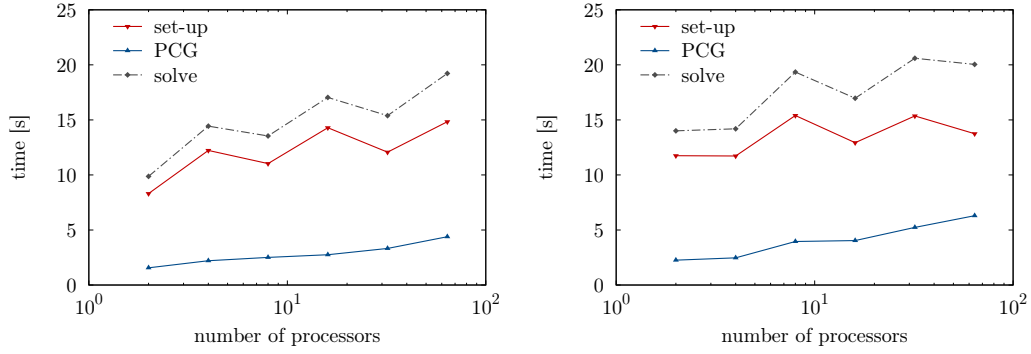 25
20
15
10
5
0
time [s]
set-up
PCG
solve
10^0
10^1
10^2
number of processors
25
20
15
10
5
0
time [s]
set-up
PCG
solve
10^0
10^1
10^2
number of processors